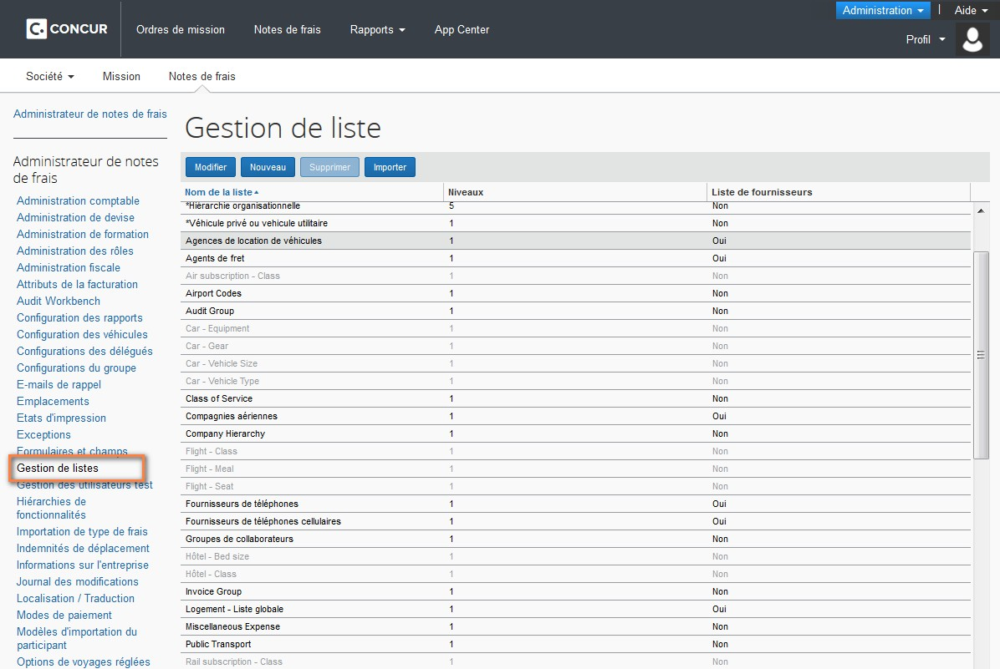 Administration
|
Aide
C. CONCUR
Ordres de mission
Notes de frais
Rapports
App Center
Profil
Société
Mission
Notes de frais
Administrateur de notes de frais
Administrateur de notes
de frais
Administration comptable
Administration de devise
Administration de formation
Administration des rôles
Administration fiscale
Attributs de la facturation
Audit Workbench
Configuration des rapports
Configuration des véhicules
Configurations des délégués
Configurations du groupe
E-mails de rappel
Emplacements
Etats d'impression
Exceptions
Formulaires et champs
Gestion de listes
Gestion des utilisateurs test
Hiérarchies de
fonctionnalités
Importation de type de frais
Indemnités de déplacement
Informations sur l'entreprise
Journal des modifications
Localisation / Traduction
Modes de paiement
Modèles d'importation du
participant
Options de voyages réglées
Gestion de liste
Modifier Nouveau Supprimer Importer
Nom de la liste Niveaux Liste de fournisseurs
*Hiérarchie organisationnelle 5 Non
*Véhicule privé ou vehicule utilitaire 1 Non
Agences de location de véhicules 1 Oui
Agents de fret 1 Oui
Air subscription - Class 1 Non
Airport Codes 1 Non
Audit Group 1 Non
Car - Equipment 1 Non
Car - Gear 1 Non
Car - Vehicle Size 1 Non
Car - Vehicle Type 1 Non
Class of Service 1 Non
Compagnies aériennes 1 Oui
Company Hierarchy 1 Non
Flight - Class 1 Non
Flight - Meal 1 Non
Flight - Seat 1 Non
Fournisseurs de téléphones 1 Oui
Fournisseurs de téléphones cellulaires 1 Oui
Groupes de collaborateurs 1 Non
Hôtel - Bed size 1 Non
Hôtel - Class 1 Non
Invoice Group 1 Non
Logement - Liste globale 1 Oui
Miscellaneous Expense 1 Non
Public Transport 1 Non
Rail subscription - Class 1 Non